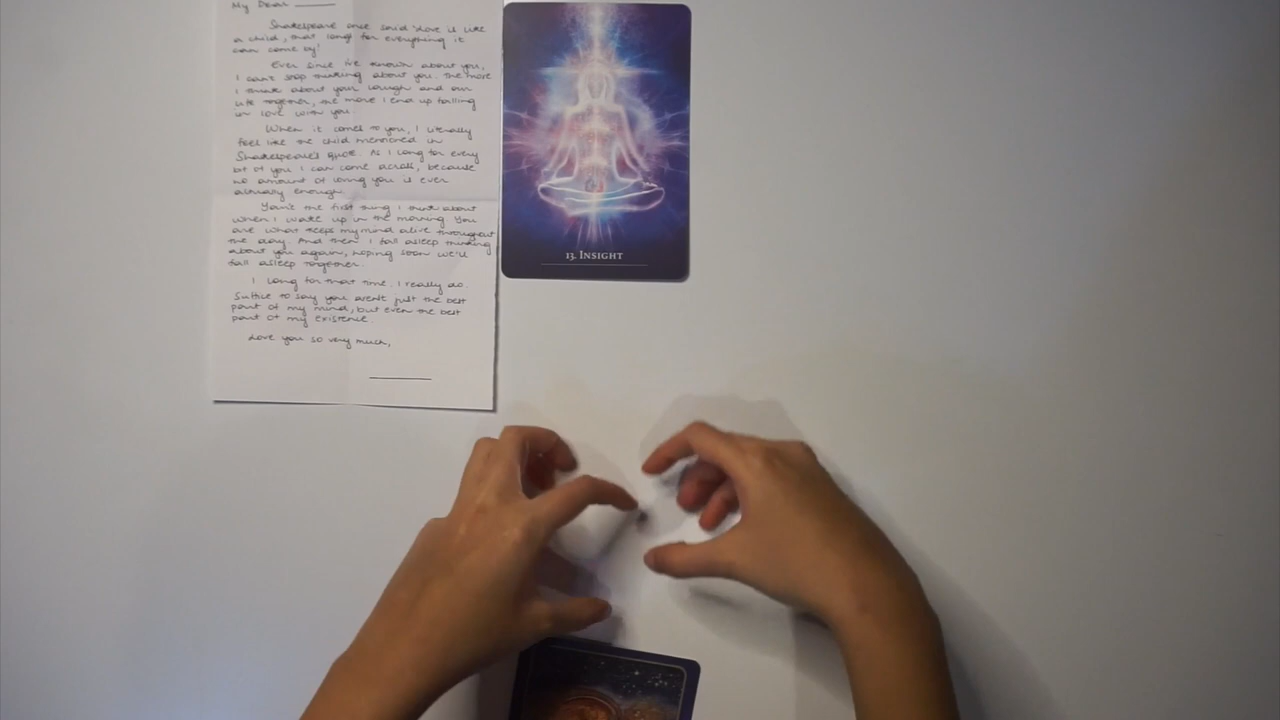 My Dear ______
Shakespeare once said 'Love is like
a child, that longs for everything it
can come by!'
Ever since i've known about you,
I can't stop thinking about you. The more
I think about your laugh and our
life together, the more I end up falling
in love with you.
When it comes to you, I literally
feel like the child mentioned in
Shakespeare's quote. As I long for every
bit of you I can come across, because
no amount of loving you is ever
actually enough.
You're the first thing I think about
when I wake up in the morning. You
are what keeps my mind alive throughout
the day. And then I fall asleep thinking
about you again, hoping soon we'll
fall asleep together.
I long for that time. I really do.
Suffice to say you aren't just the best
part of my mind, but even the best
part of my existence.
Love you so very much,
______
13. INSIGHT